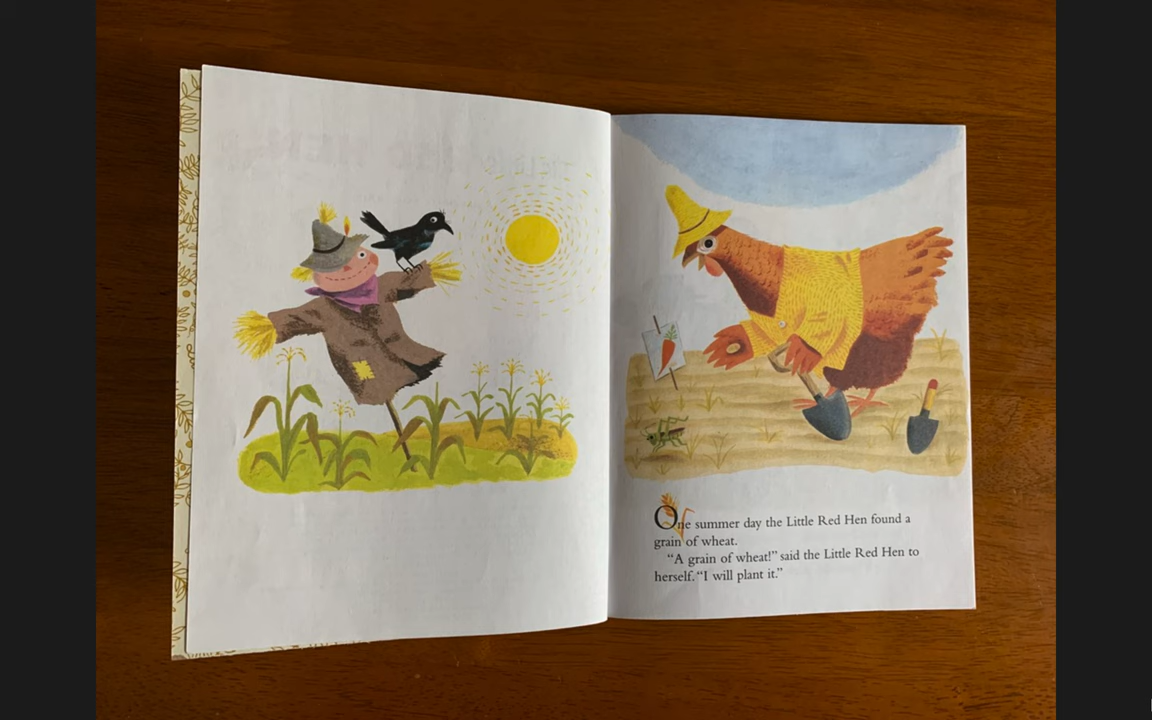 One summer day the Little Red Hen found a
grain of wheat.
“A grain of wheat!” said the Little Red Hen to
herself. “I will plant it.”